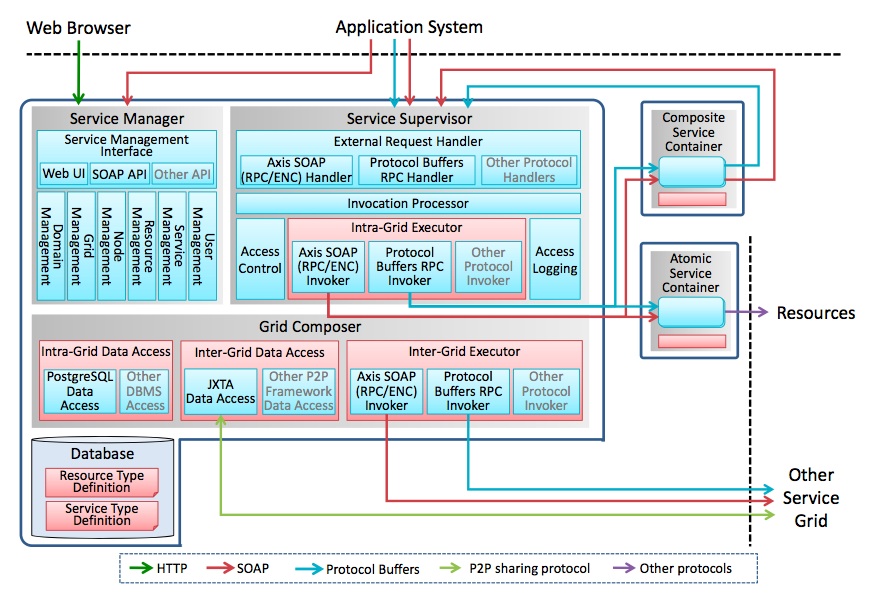 Web Browser
Application System
Service Manager
Service Management
Interface
Web UI
SOAP API
Other API
Domain
Management
Grid
Management
Node
Management
Resource
Management
Service
Management
User
Management
Service Supervisor
External Request Handler
Axis SOAP
(RPC/ENC) Handler
Protocol Buffers
RPC Handler
Other Protocol
Handlers
Invocation Processor
Access
Control
Intra-Grid Executor
Axis SOAP
(RPC/ENC)
Invoker
Protocol
Buffers RPC
Invoker
Other
Protocol
Invoker
Access
Logging
Composite
Service
Container
Atomic
Service
Container
Resources
Grid Composer
Intra-Grid Data Access
PostgreSQL
Data
Access
Other
DBMS
Access
Inter-Grid Data Access
JXTA
Data Access
Other P2P
Framework
Data Access
Inter-Grid Executor
Axis SOAP
(RPC/ENC)
Invoker
Protocol
Buffers RPC
Invoker
Other
Protocol
Invoker
Database
Resource Type
Definition
Service Type
Definition
Other
Service
Grid
HTTP
SOAP
Protocol Buffers
P2P sharing protocol
Other protocols